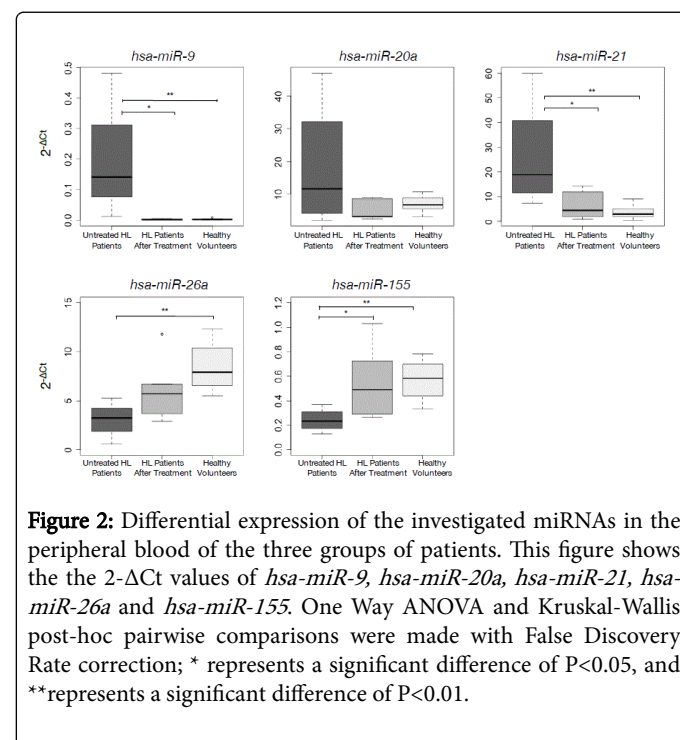 hsa-miR-9
hsa-miR-20a
hsa-miR-21
2-ΔCt
0.5
0.4
0.3
0.2
0.1
0.0
**
*
Untreated HL Patients
HL Patients After Treatment
Healthy Volunteers
40
30
20
10
Untreated HL Patients
HL Patients After Treatment
Healthy Volunteers
60
50
40
30
20
10
0
**
*
Untreated HL Patients
HL Patients After Treatment
Healthy Volunteers
hsa-miR-26a
hsa-miR-155
2-ΔCt
15
10
5
0
**
Untreated HL Patients
HL Patients After Treatment
Healthy Volunteers
1.2
1.0
0.8
0.6
0.4
0.2
0.0
**
*
Untreated HL Patients
HL Patients After Treatment
Healthy Volunteers
Figure 2: Differential expression of the investigated miRNAs in the
peripheral blood of the three groups of patients. This figure shows
the the 2-ΔCt values of hsa-miR-9, hsa-miR-20a, hsa-miR-21, hsa-
miR-26a and hsa-miR-155. One Way ANOVA and Kruskal-Wallis
post-hoc pairwise comparisons were made with False Discovery
Rate correction; * represents a significant difference of P<0.05, and
**represents a significant difference of P<0.01.